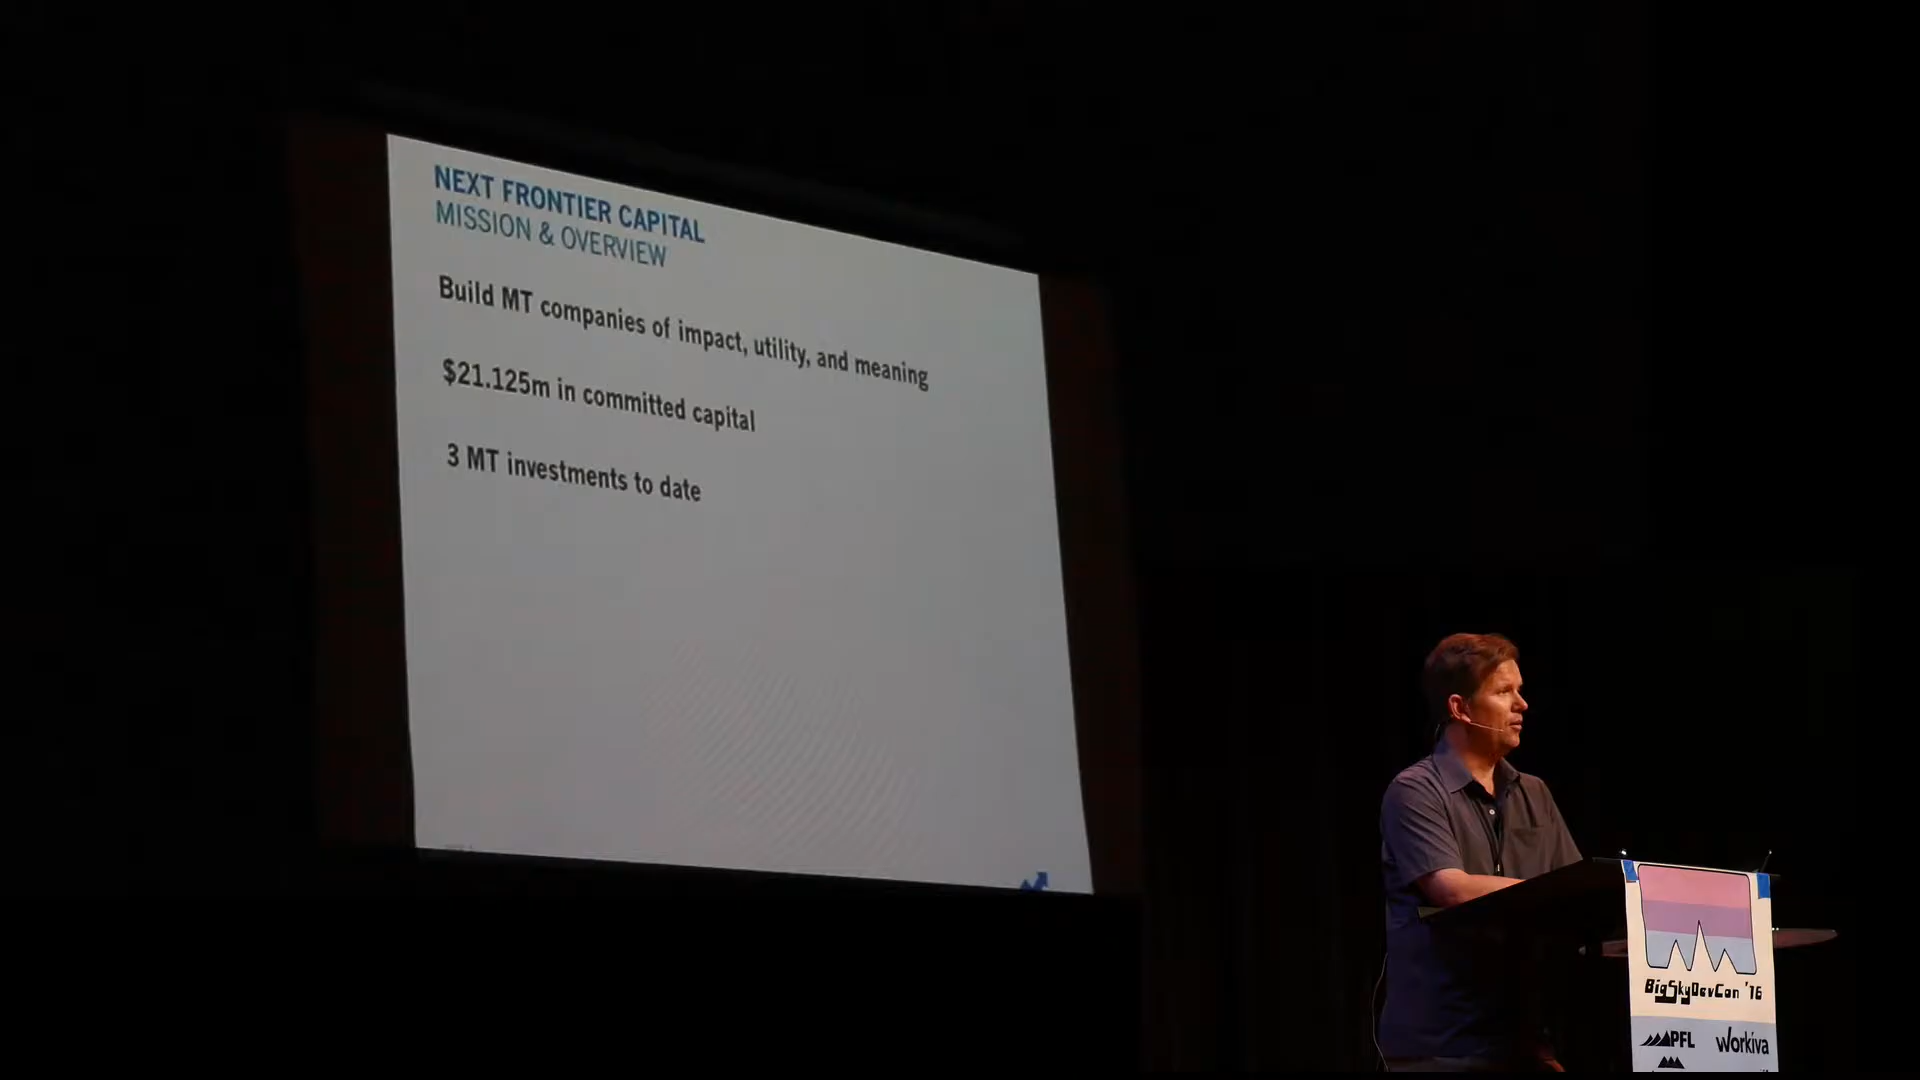 NEXT FRONTIER CAPITAL
MISSION & OVERVIEW
Build MT companies of impact, utility, and meaning
$21.125m in committed capital
3 MT investments to date
BigSkyDevCon '16
PFL
Workiva